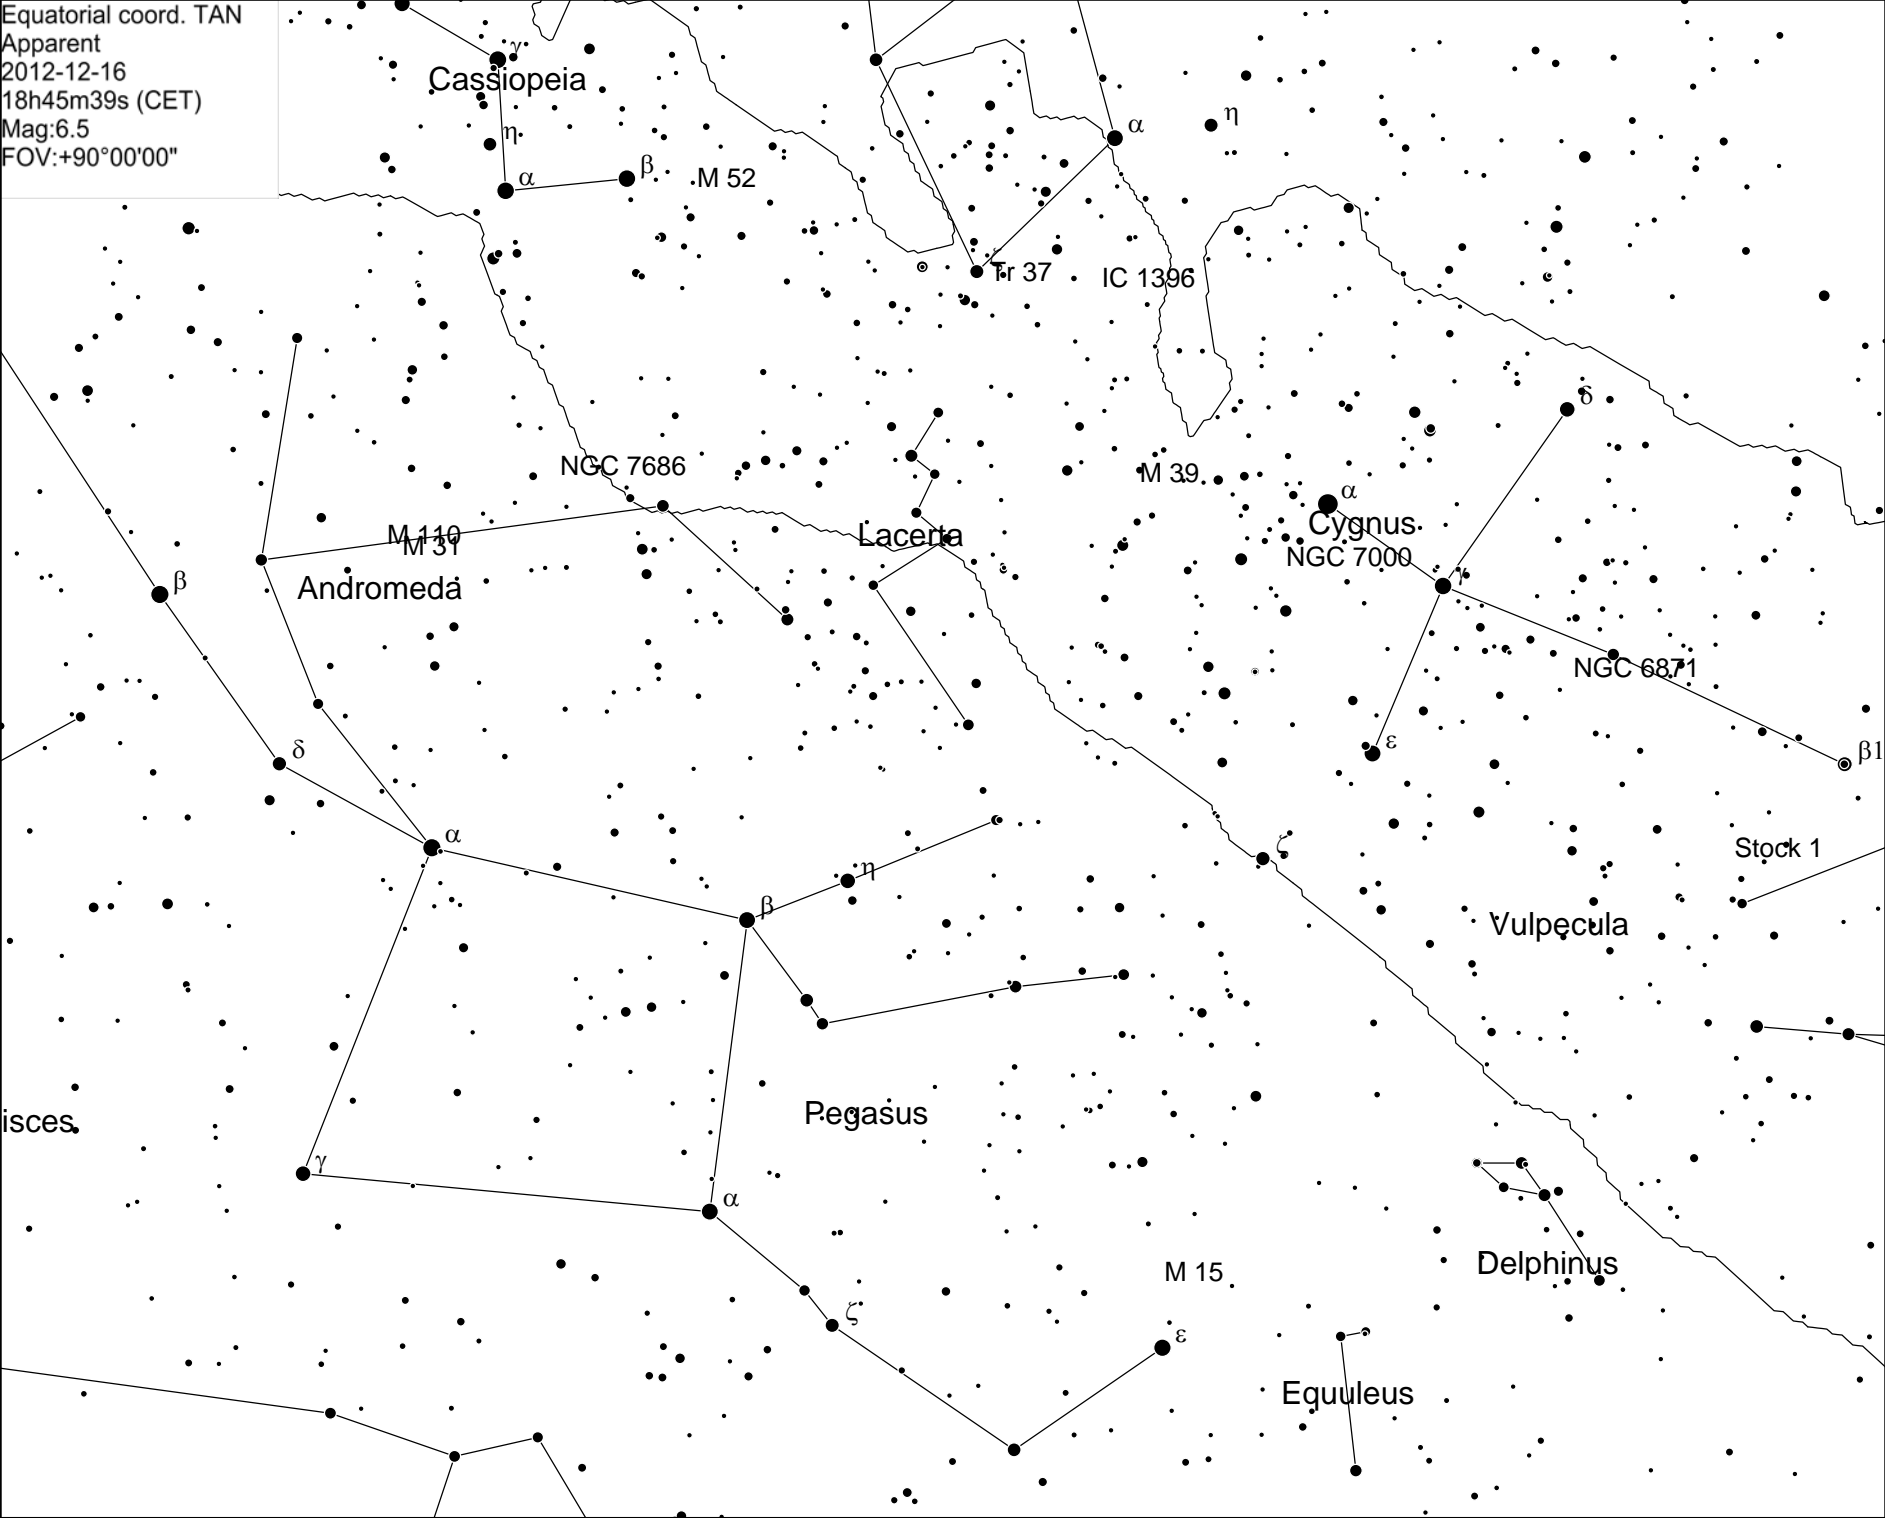 Equatorial coord. TAN
Apparent
2012-12-16
18h45m39s (CET)
Mag:6.5
FOV:+90°00'00"
γ
Cassiopeia
η
α
β
M 52
α
η
ζ
Tr 37
IC 1396
δ
NGC 7686
M 39
α
Cygnus
M 110
M 31
Lacerta
NGC 7000
γ
Andromeda
β
NGC 6871
δ
ε
β1
α
ζ
Stock 1
η
β
Vulpecula
isces
Pegasus
γ
α
Delphinus
M 15
ζ
ε
Equuleus